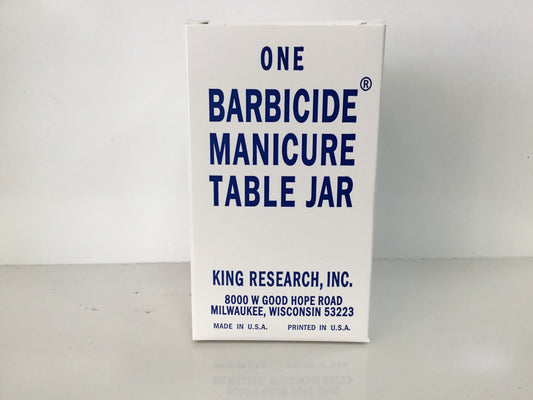 ONE
BARBICIDE®
MANICURE
TABLE JAR
KING RESEARCH, INC.
8000 W GOOD HOPE ROAD
MILWAUKEE, WISCONSIN 53223
MADE IN U.S.A. PRINTED IN U.S.A.